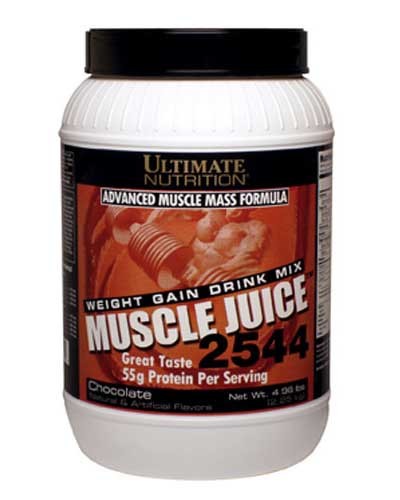 ULTIMATE
NUTRITION®
ADVANCED MUSCLE MASS FORMULA
WEIGHT GAIN DRINK MIX
MUSCLE JUICE™
2544
Great Taste
55g Protein Per Serving
Chocolate
Natural & Artificial Flavors
Net Wt. 4.96 lbs
(2.25 kg)